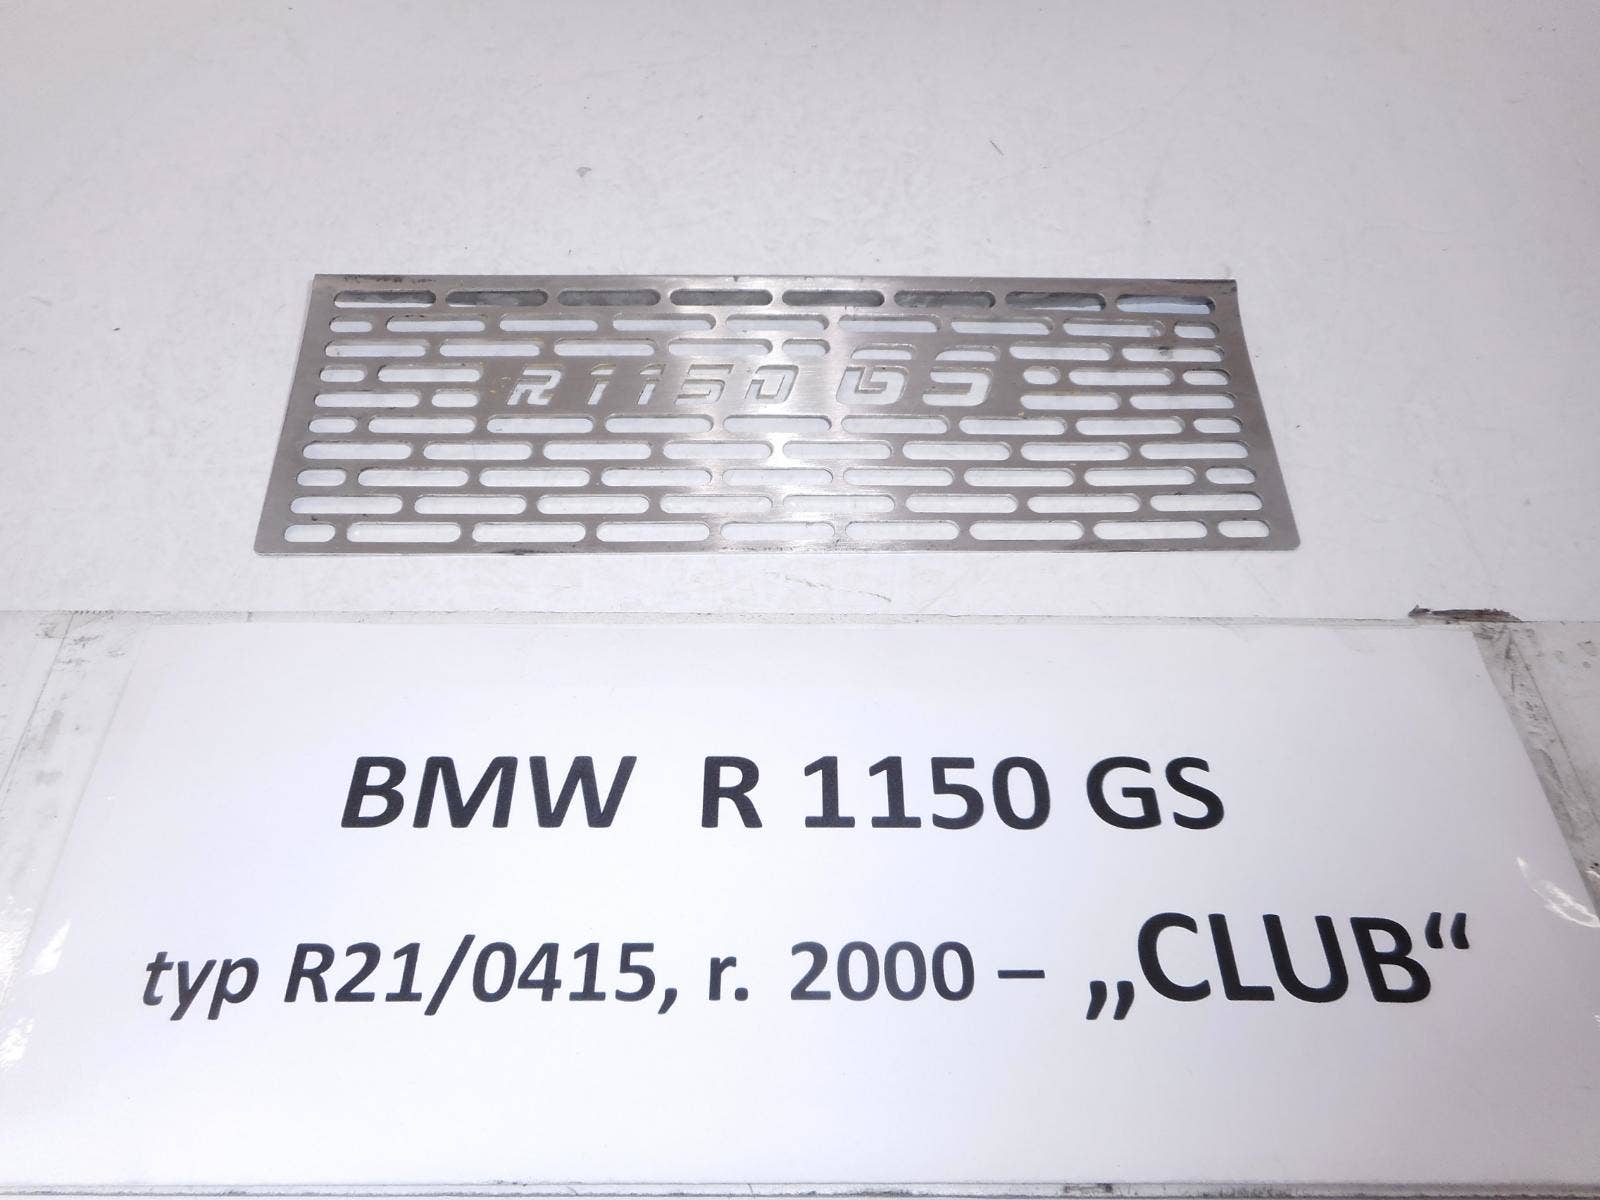 R1150 GS
BMW R 1150 GS
typ R21/0415, r. 2000 – „CLUB“